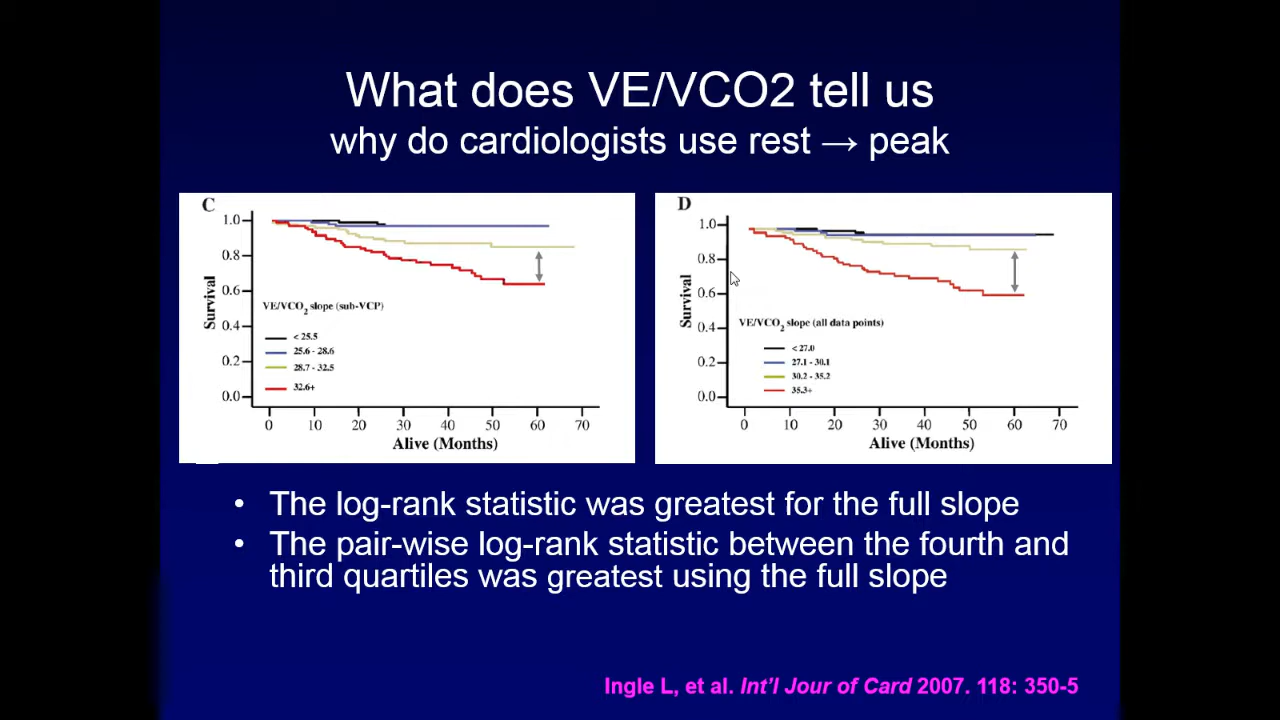 What does VE/VCO2 tell us
why do cardiologists use rest → peak
C
1.0
0.8
0.6
0.4
0.2
0.0
Survival
VE/VCO2 slope (sub-VCP)
< 25.5
25.6 - 28.6
28.7 - 32.5
32.6+
0 10 20 30 40 50 60 70
Alive (Months)
D
1.0
0.8
0.6
0.4
0.2
0.0
Survival
VE/VCO2 slope (all data points)
< 27.0
27.1 - 30.1
30.2 - 35.2
35.3+
0 10 20 30 40 50 60 70
Alive (Months)
• The log-rank statistic was greatest for the full slope
• The pair-wise log-rank statistic between the fourth and
third quartiles was greatest using the full slope
Ingle L, et al. Int'l Jour of Card 2007. 118: 350-5